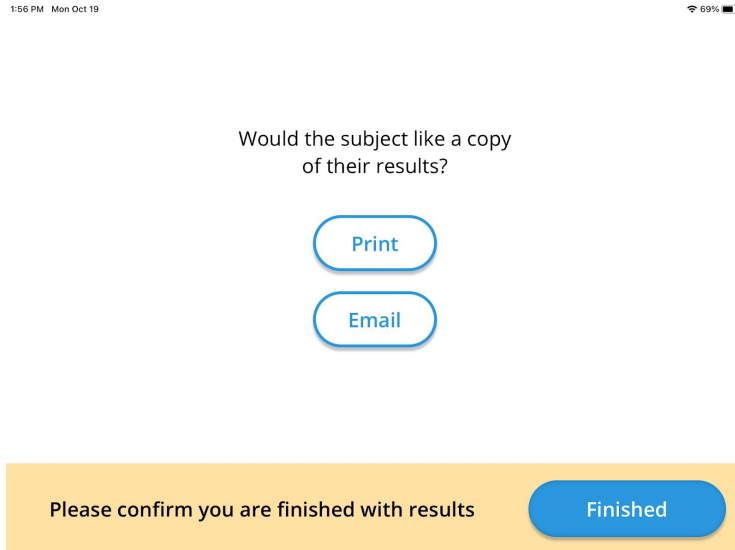 1:56 PM Mon Oct 19
69%
Would the subject like a copy
of their results?
Print
Email
Please confirm you are finished with results
Finished